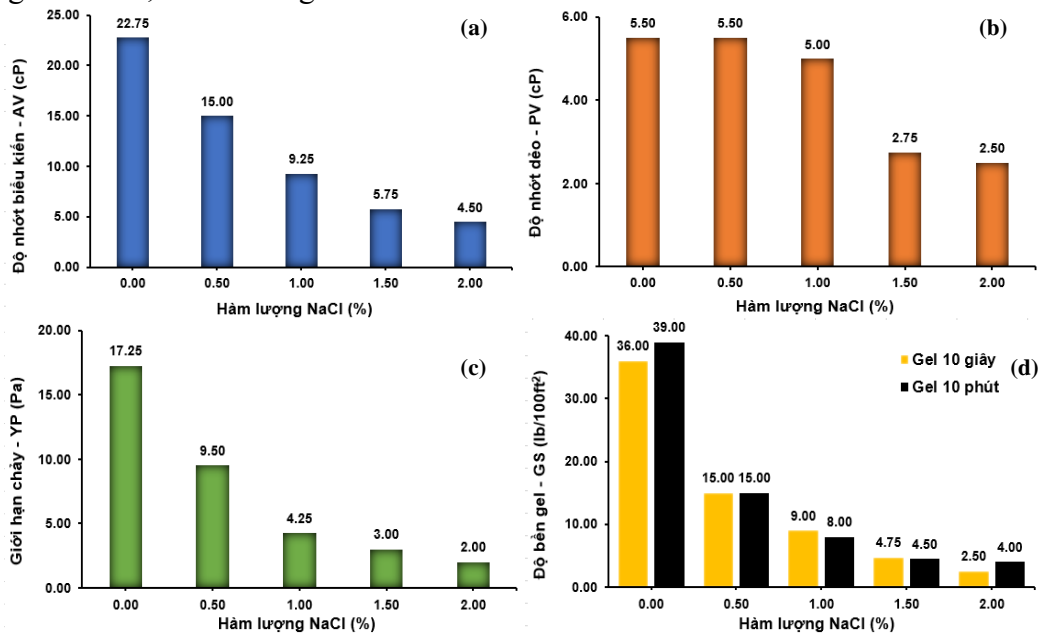 25.00
20.00
15.00
10.00
5.00
0.00
Độ nhớt biểu kiến - AV (cP)
(a)
22.75
15.00
9.25
5.75
4.50
0.00 0.50 1.00 1.50 2.00
Hàm lượng NaCl (%)
6.00
4.00
2.00
0.00
Độ nhớt dẻo - PV (cP)
(b)
5.50
5.50
5.00
2.75
2.50
0.00 0.50 1.00 1.50 2.00
Hàm lượng NaCl (%)
20.00
15.00
10.00
5.00
0.00
Giới hạn chảy - YP (Pa)
(c)
17.25
9.50
4.25
3.00
2.00
0.00 0.50 1.00 1.50 2.00
Hàm lượng NaCl (%)
40.00
30.00
20.00
10.00
0.00
Độ bền gel - GS (lb/100ft²)
Gel 10 giây
Gel 10 phút
(d)
36.00 39.00
15.00 15.00
9.00 8.00
4.75 4.50
2.50 4.00
0.00 0.50 1.00 1.50 2.00
Hàm lượng NaCl (%)